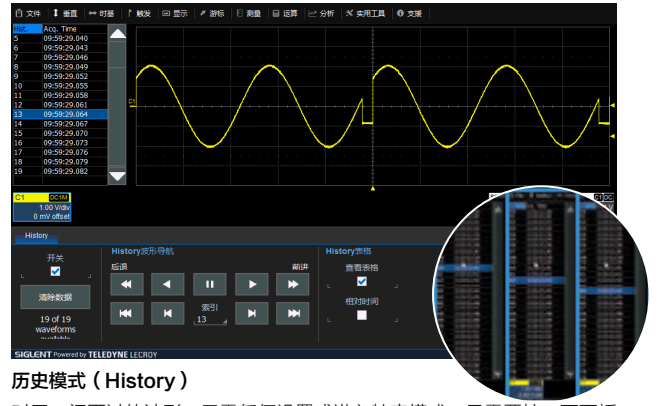 文件 垂直 时基 触发 显示 游标 测量 运算 分析 实用工具 支援
Hist. Acq. Time
5 09:59:29.040
6 09:59:29.043
7 09:59:29.046
8 09:59:29.049
9 09:59:29.052
10 09:59:29.055
11 09:59:29.058
12 09:59:29.061
13 09:59:29.064
14 09:59:29.067
15 09:59:29.070
16 09:59:29.073
17 09:59:29.076
18 09:59:29.079
19 09:59:29.082
C1
C1 DC1M
1.00 V/div
0 mV offset
History
开关
清除数据
19 of 19
waveforms
available
History波形导航
后退 前进
索引
13
History表格
查看表格
相对时间
SIGLENT Powered by TELEDYNE LECROY
历史模式（History）